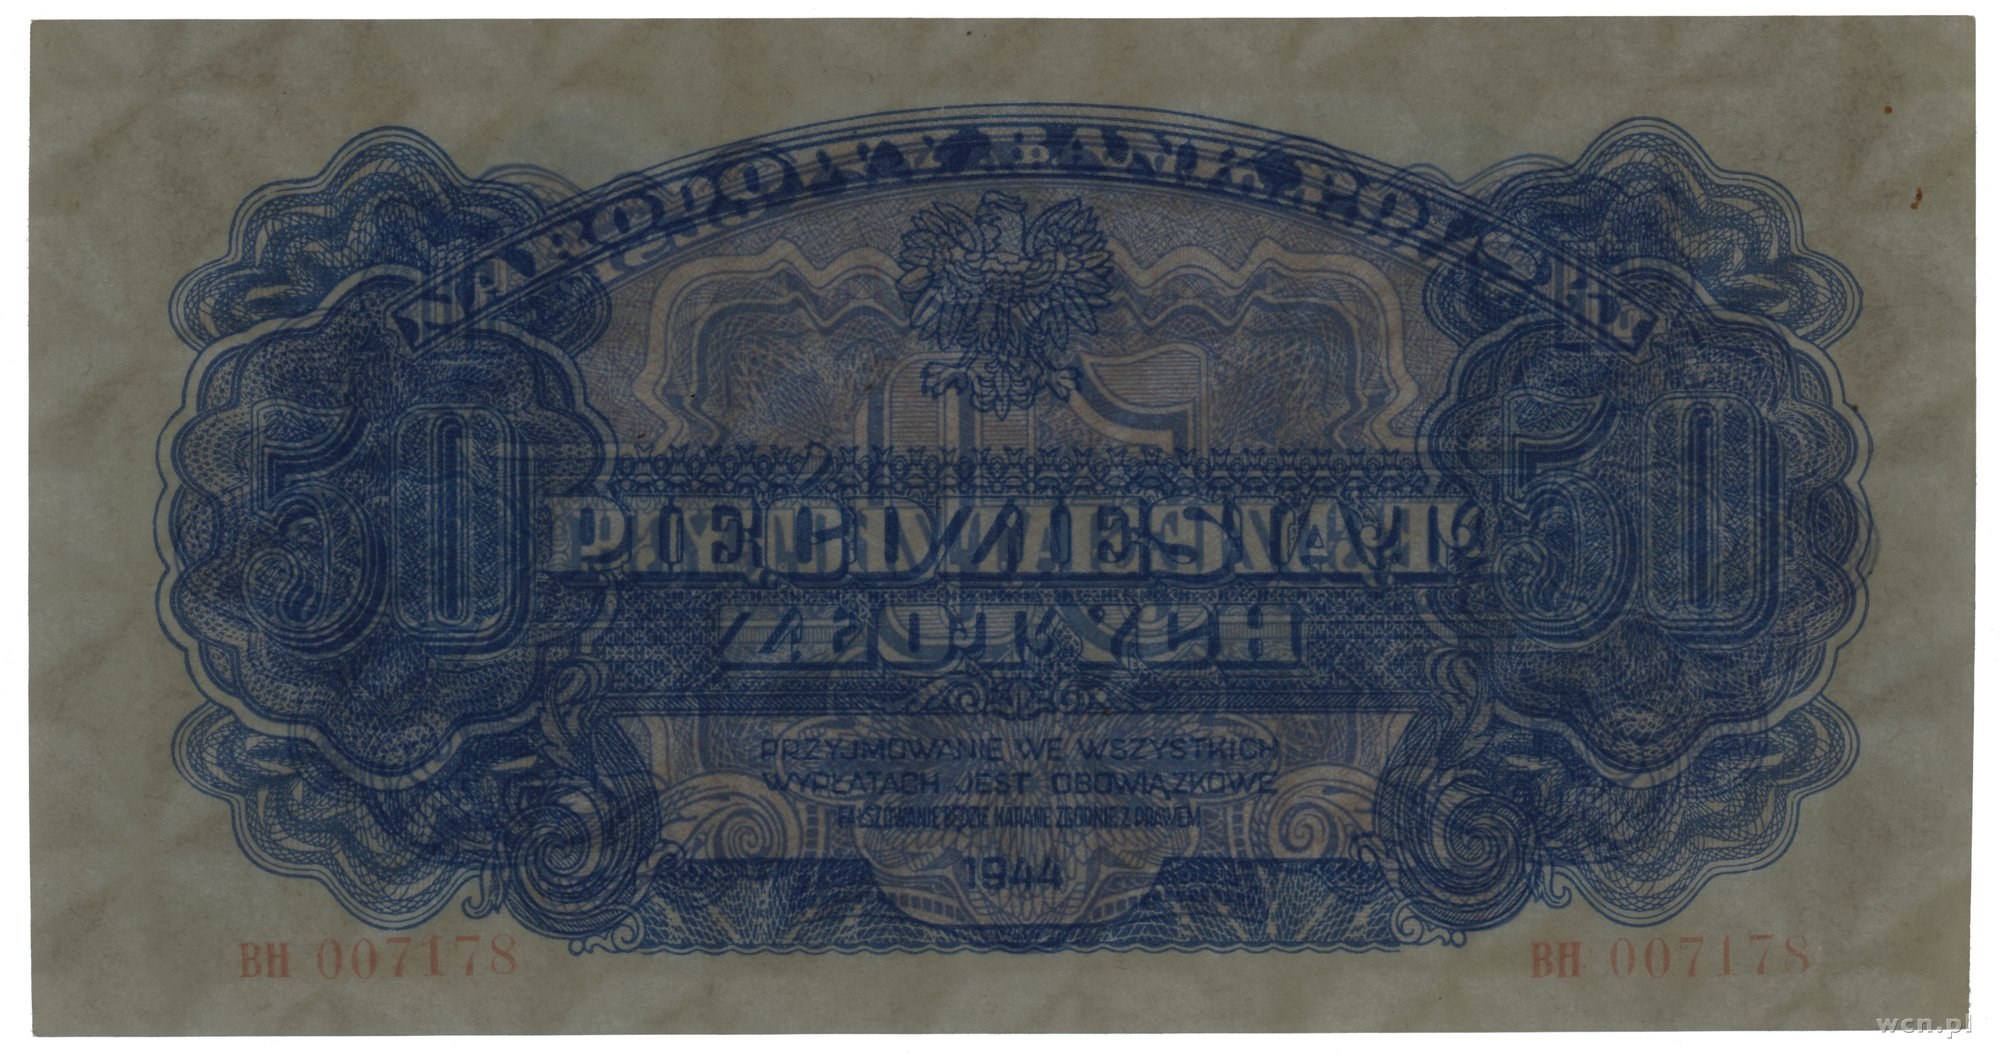 NARODOWY BANK POLSKI
50 50
PIĘĆDZIESIĄT
ZŁOTYCH
PRZYJMOWANIE WE WSZYSTKICH
WYPŁATACH JEST OBOWIĄZKOWE
FAŁSZOWANIE BĘDZIE KARANE ZGODNIE Z PRAWEM
1944
BH 007178 BH 007178
wcn.pl